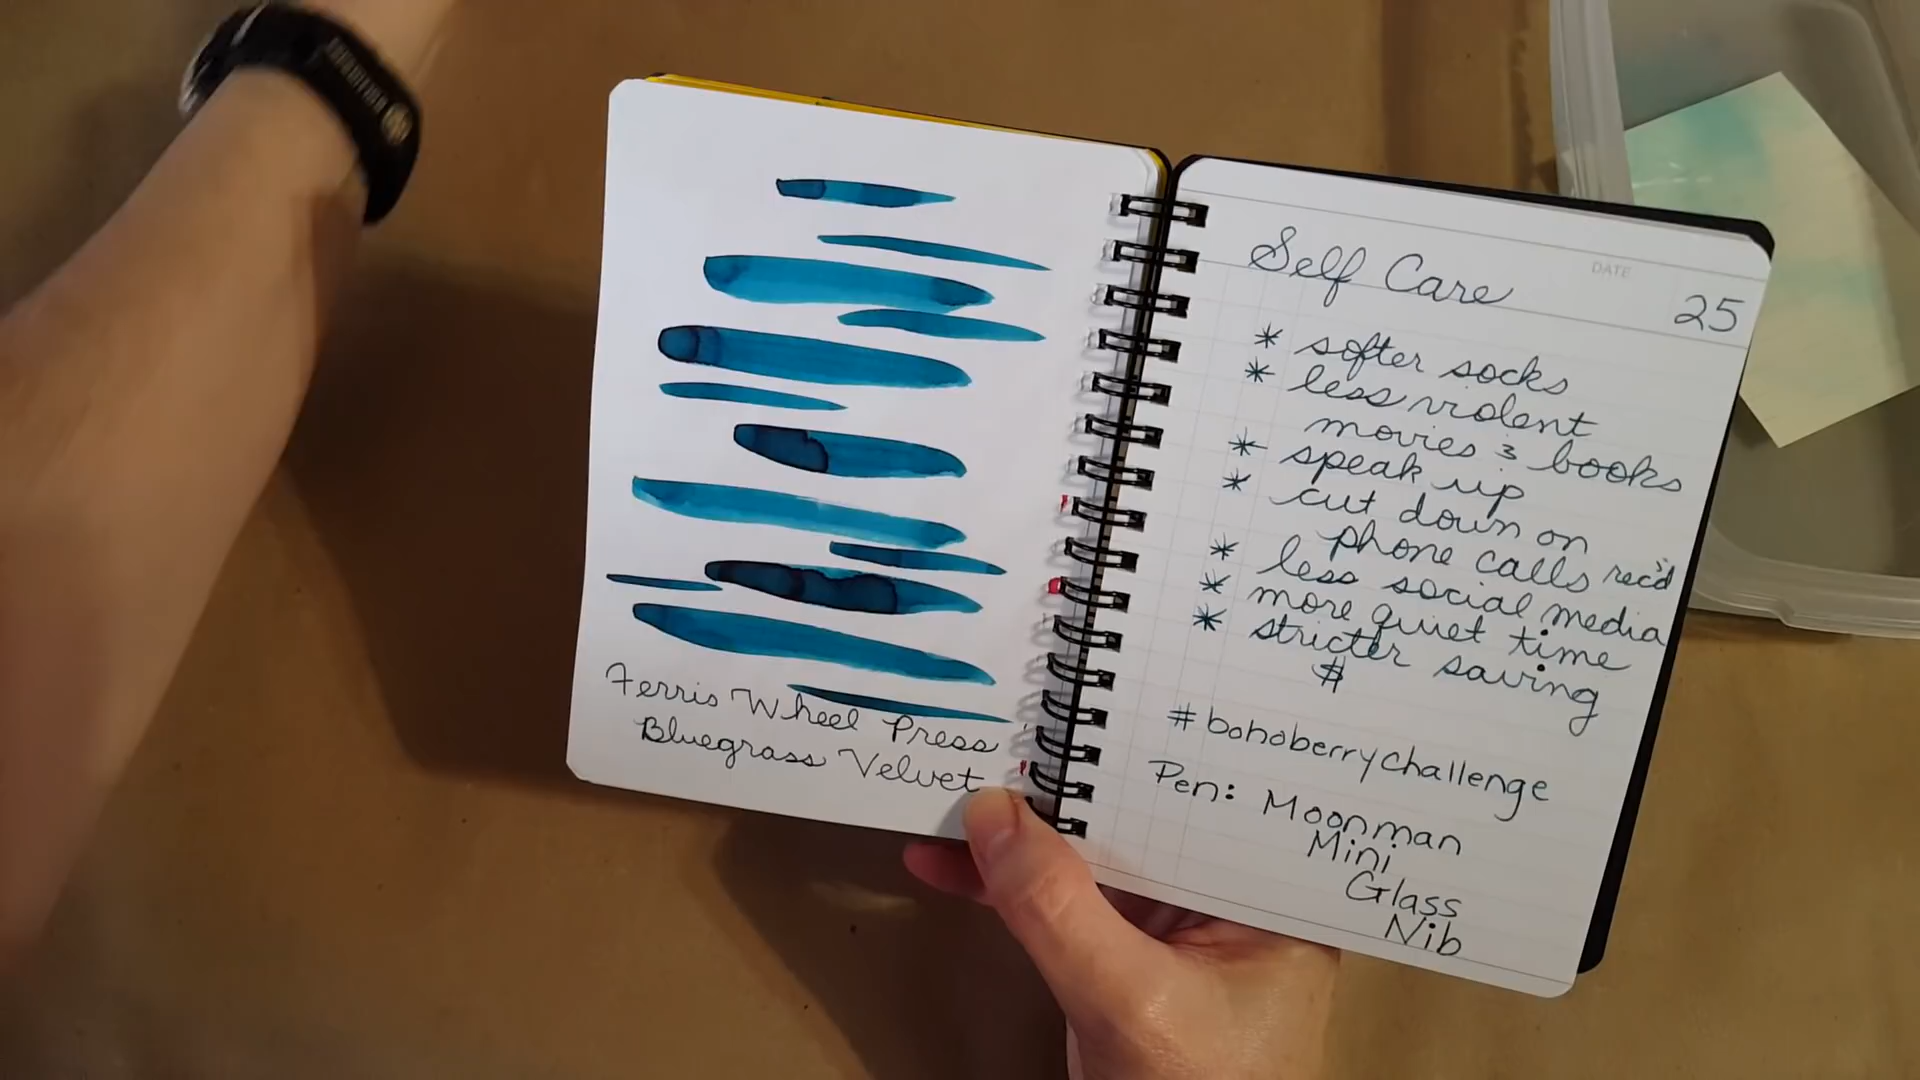 Ferris Wheel Press
Bluegrass Velvet
Self Care
DATE
25
* softer socks
* less violent
movies & books
* speak up
* cut down on
phone calls rec'd
* less social media
* more quiet time
* stricter saving
$
#bohoberrychallenge
Pen: Moonman
Mini
Glass
Nib